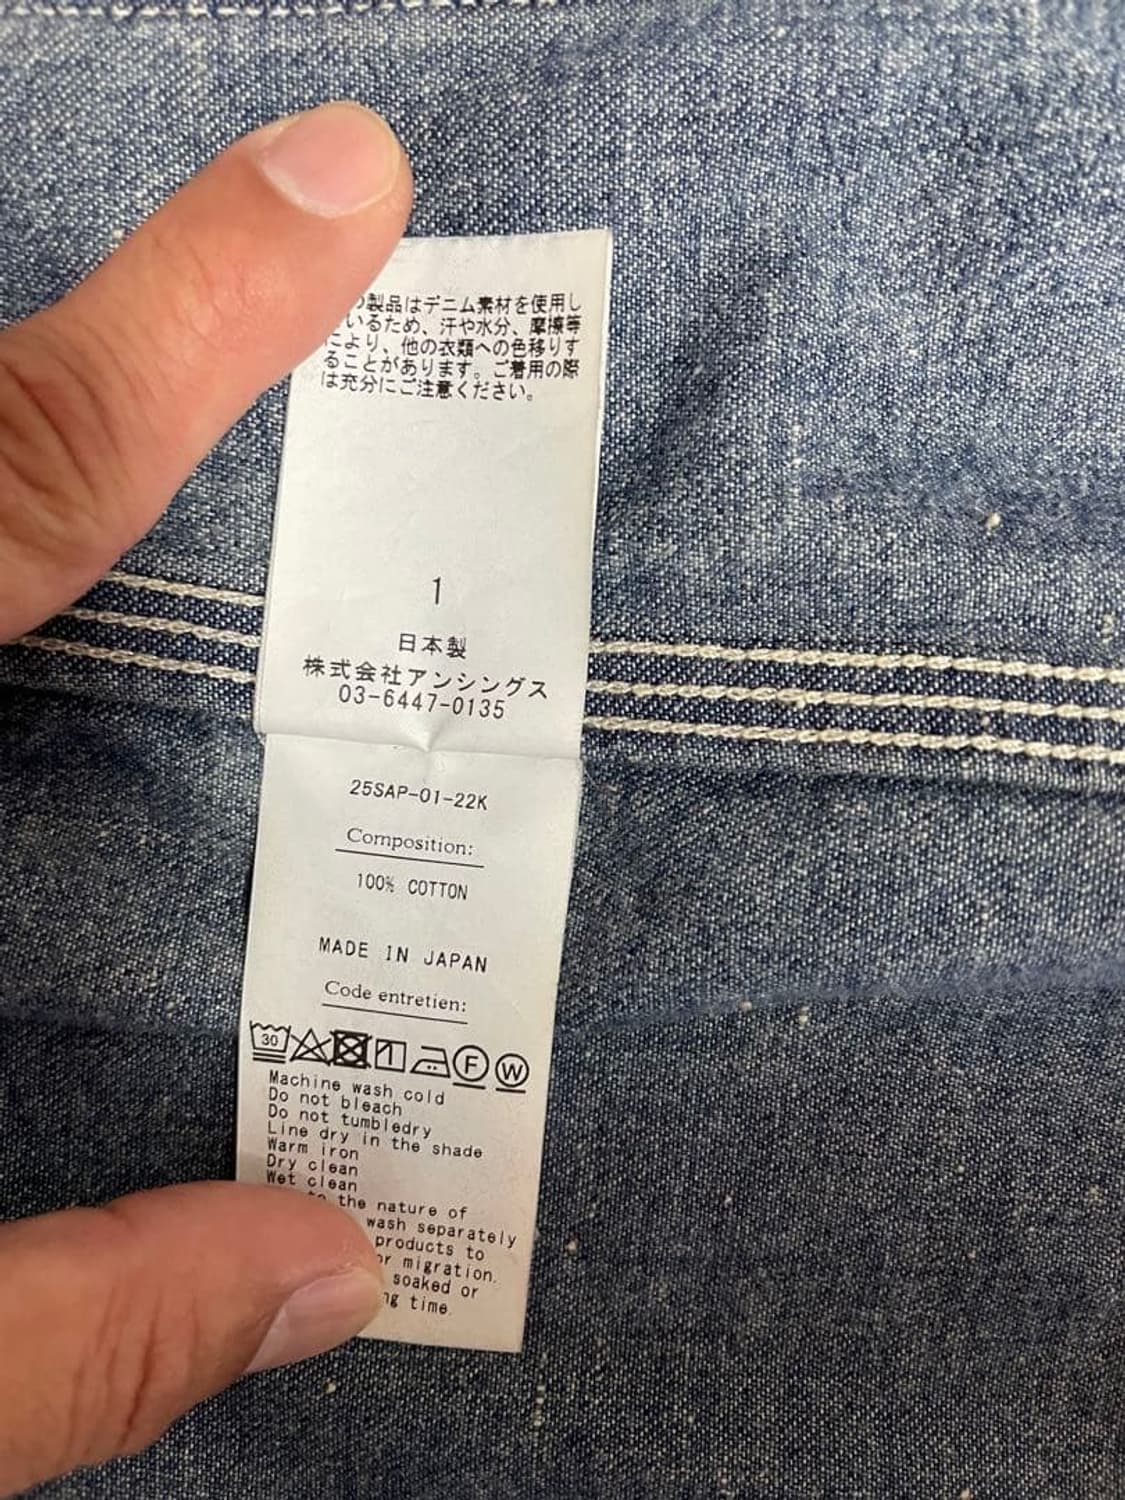 製品はデニム素材を使用し
いるため、汗や水分、摩擦等
により、他の衣類への色移りす
ることがあります。ご着用の際
は充分にご注意ください。
1
日本製
株式会社アンシングス
03-6447-0135
25SAP-01-22K
Composition:
100% COTTON
MADE IN JAPAN
Code entretien:
30 F W
Machine wash cold
Do not bleach
Do not tumbledry
Line dry in the shade
Warm iron
Dry clean
Wet clean
the nature of
wash separately
products to
or migration.
soaked or
time.